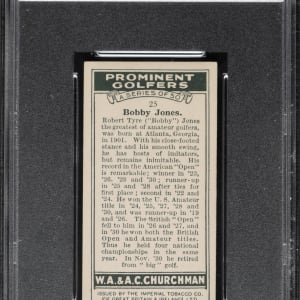 PROMINENT
GOLFERS
A SERIES OF 50
25
Bobby Jones.
Robert Tyre ("Bobby") Jones
the greatest of amateur golfers,
was born at Atlanta, Georgia,
in 1901. With his close-footed
stance and his smooth swing,
he has hosts of imitators,
but remains inimitable. His
record in the American "Open"
is remarkable; winner in '23,
'26, '29 and '30; runner-up
in '25 and '28 after ties for
first place; second in '22 and
'24. He won the U.S. Amateur
title in '24, '25, '27, '28 and
'30, and was runner-up in '19
and '26. The British "Open"
fell to him in '26 and '27, and
in '30 he won both the British
Open and Amateur titles.
Thus he held four national
championships in the same
year. In Nov. '30 he retired
from "big" golf.
W.A. & A.C. CHURCHMAN
ISSUED BY THE IMPERIAL TOBACCO CO.
(OF GREAT BRITAIN & IRELAND), LTD